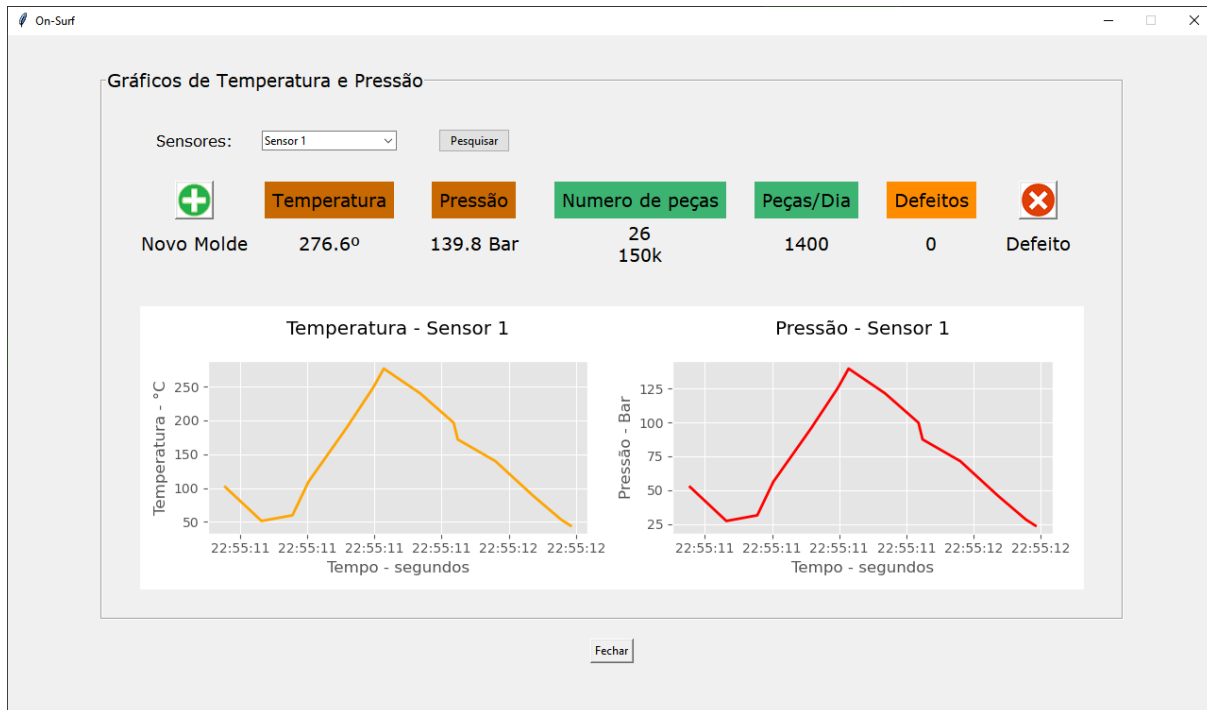 On-Surf
Gráficos de Temperatura e Pressão
Sensores:
Sensor 1
Pesquisar
Temperatura
Pressão
Numero de peças
Peças/Dia
Defeitos
Novo Molde
276.6º
139.8 Bar
26
150k
1400
0
Defeito
Temperatura - Sensor 1
Temperatura - °C
250
200
150
100
50
22:55:11 22:55:11 22:55:11 22:55:11 22:55:12 22:55:12
Tempo - segundos
Pressão - Sensor 1
Pressão - Bar
125
100
75
50
25
22:55:11 22:55:11 22:55:11 22:55:11 22:55:12 22:55:12
Tempo - segundos
Fechar